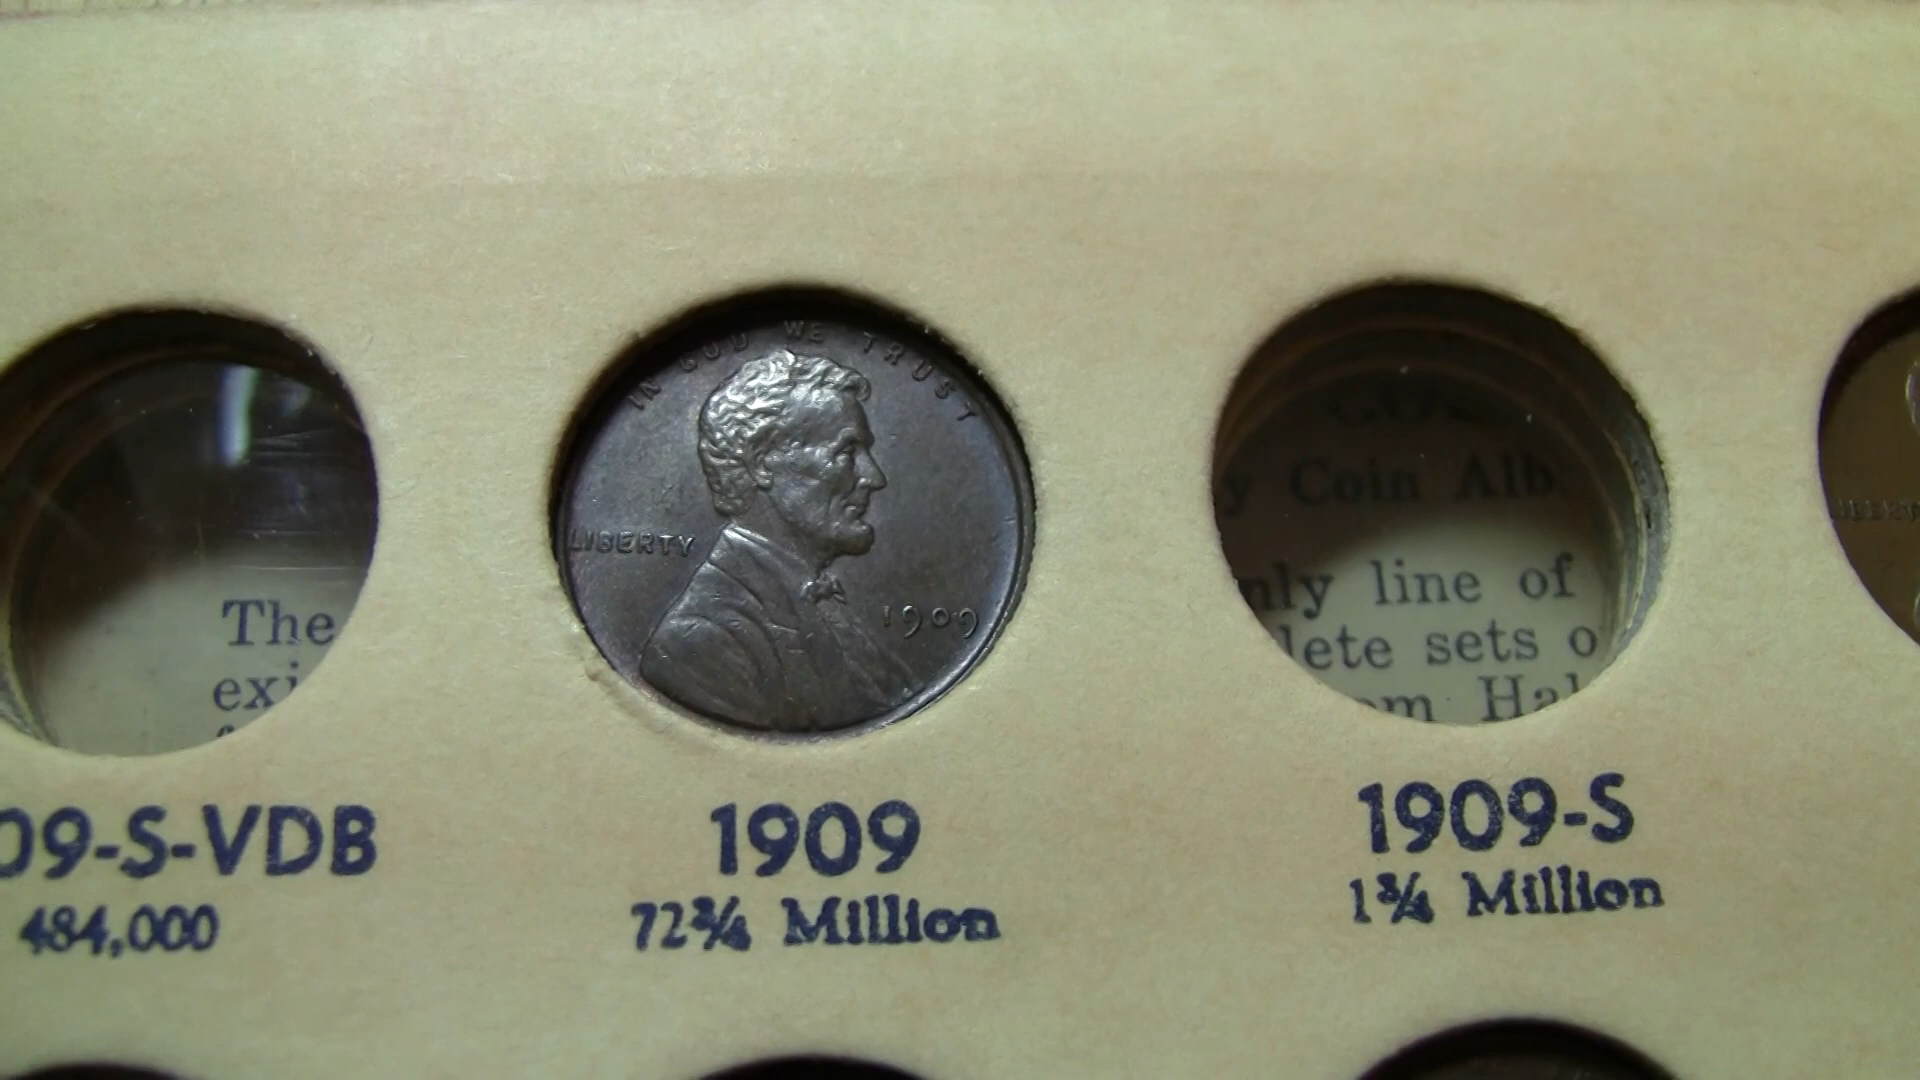 IN GOD WE TRUST
LIBERTY
1909
LIBERTY
The
exi
y Coin Alb
nly line of
lete sets o
om Hal
09-S-VDB
484,000
1909
72¾ Million
1909-S
1¾ Million